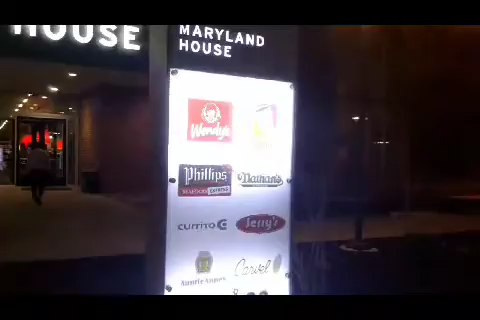 HOUSE
MARYLAND
HOUSE
Wendy's
Phillips
SEAFOOD EXPRESS
Nathan's
CURRITO
Jerry's
Auntie Anne's
Carvel